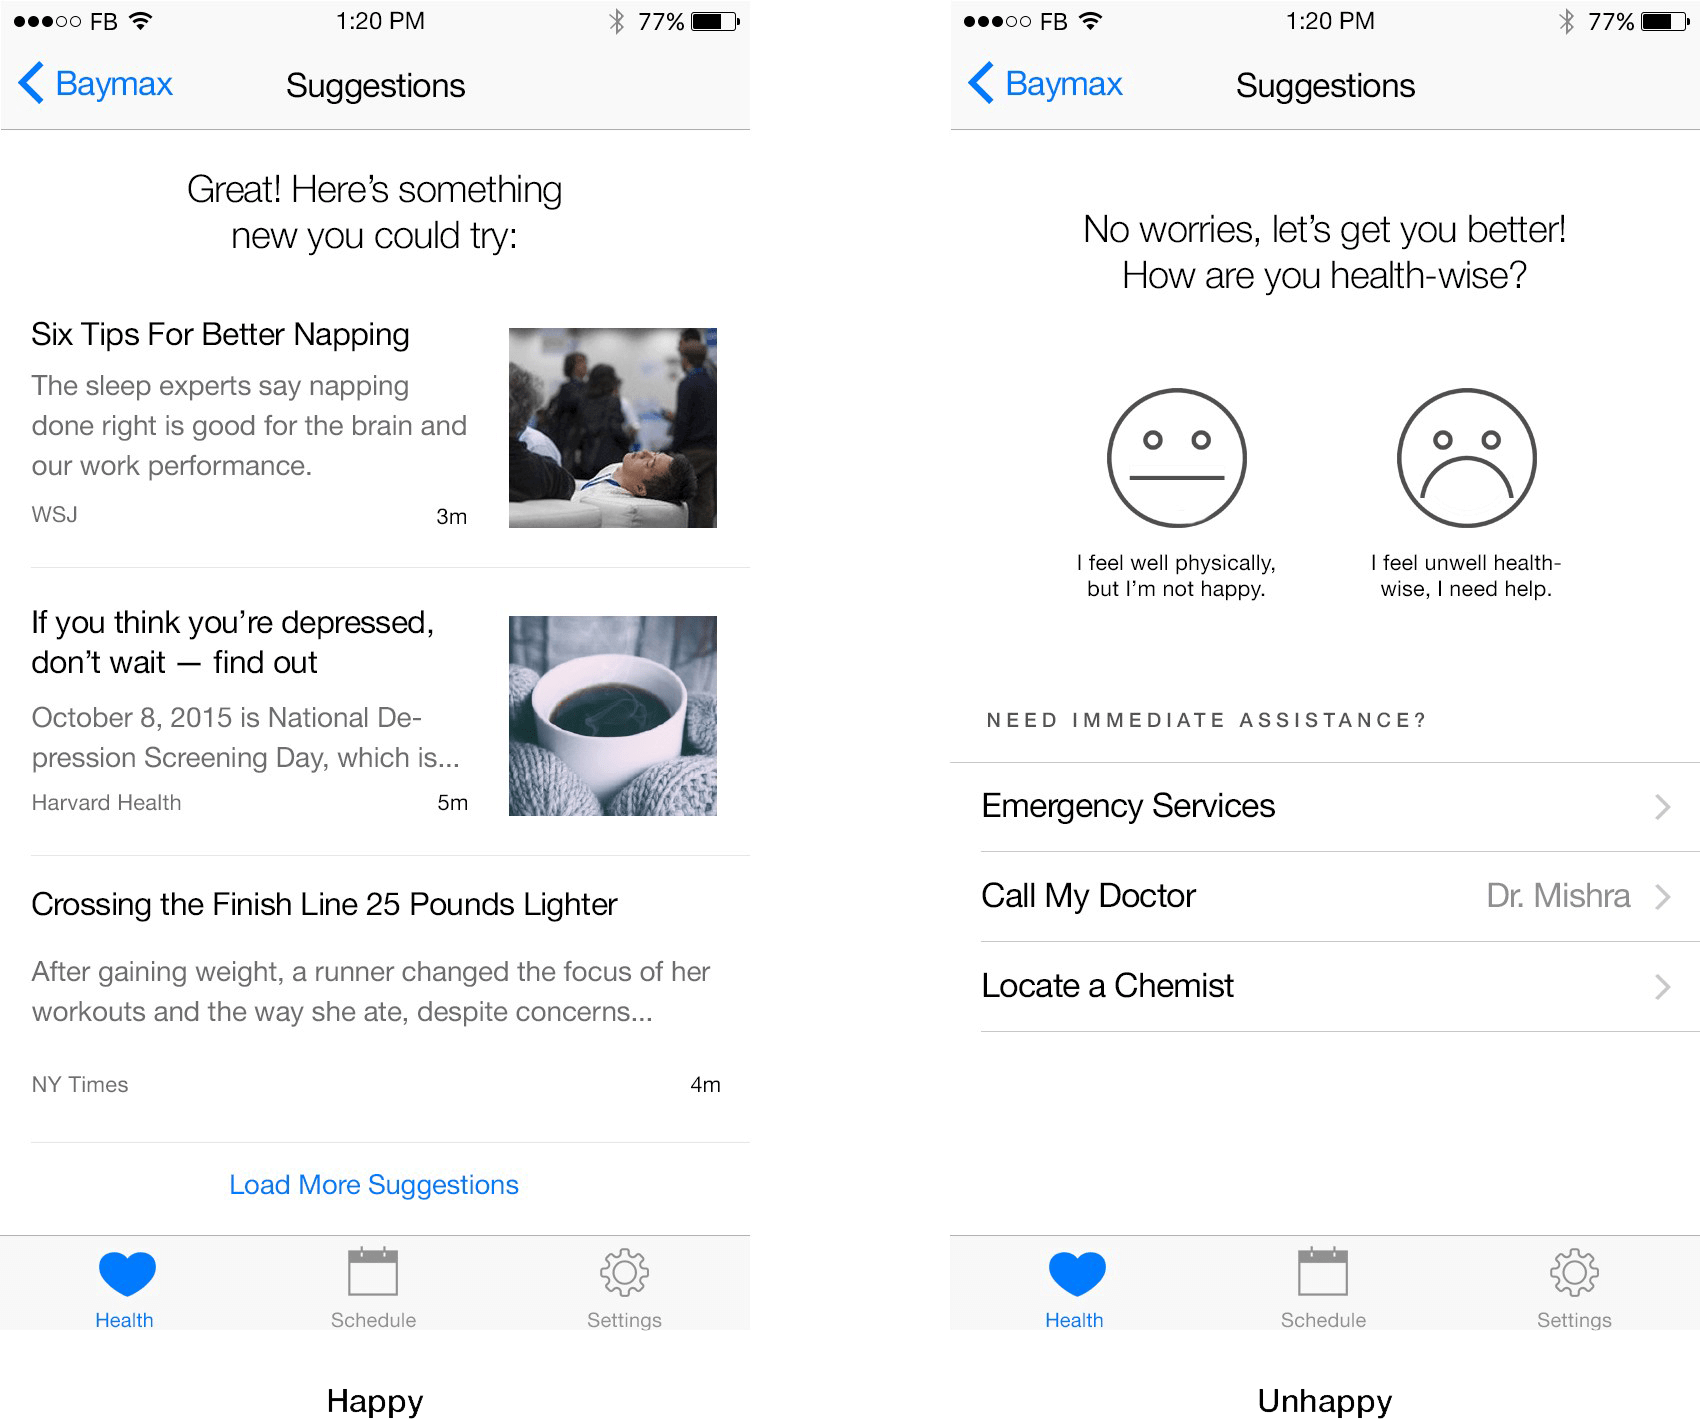 FB 1:20 PM 77%
Baymax Suggestions
Great! Here's something
new you could try:
Six Tips For Better Napping
The sleep experts say napping
done right is good for the brain and
our work performance.
WSJ 3m
If you think you're depressed,
don't wait — find out
October 8, 2015 is National De-
pression Screening Day, which is...
Harvard Health 5m
Crossing the Finish Line 25 Pounds Lighter
After gaining weight, a runner changed the focus of her
workouts and the way she ate, despite concerns...
NY Times 4m
Load More Suggestions
Health Schedule Settings
Happy
FB 1:20 PM 77%
Baymax Suggestions
No worries, let's get you better!
How are you health-wise?
I feel well physically,
but I'm not happy.
I feel unwell health-
wise, I need help.
NEED IMMEDIATE ASSISTANCE?
Emergency Services
Call My Doctor Dr. Mishra
Locate a Chemist
Health Schedule Settings
Unhappy